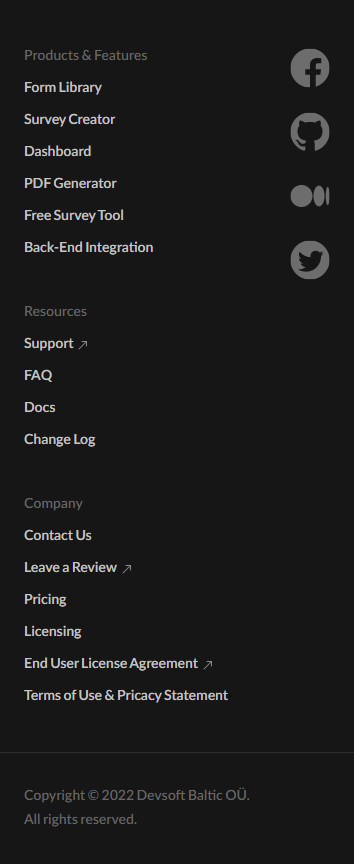 Products & Features
Form Library
Survey Creator
Dashboard
PDF Generator
Free Survey Tool
Back-End Integration
Resources
Support ↗
FAQ
Docs
Change Log
Company
Contact Us
Leave a Review ↗
Pricing
Licensing
End User License Agreement ↗
Terms of Use & Pricacy Statement
Copyright © 2022 Devsoft Baltic OÜ.
All rights reserved.